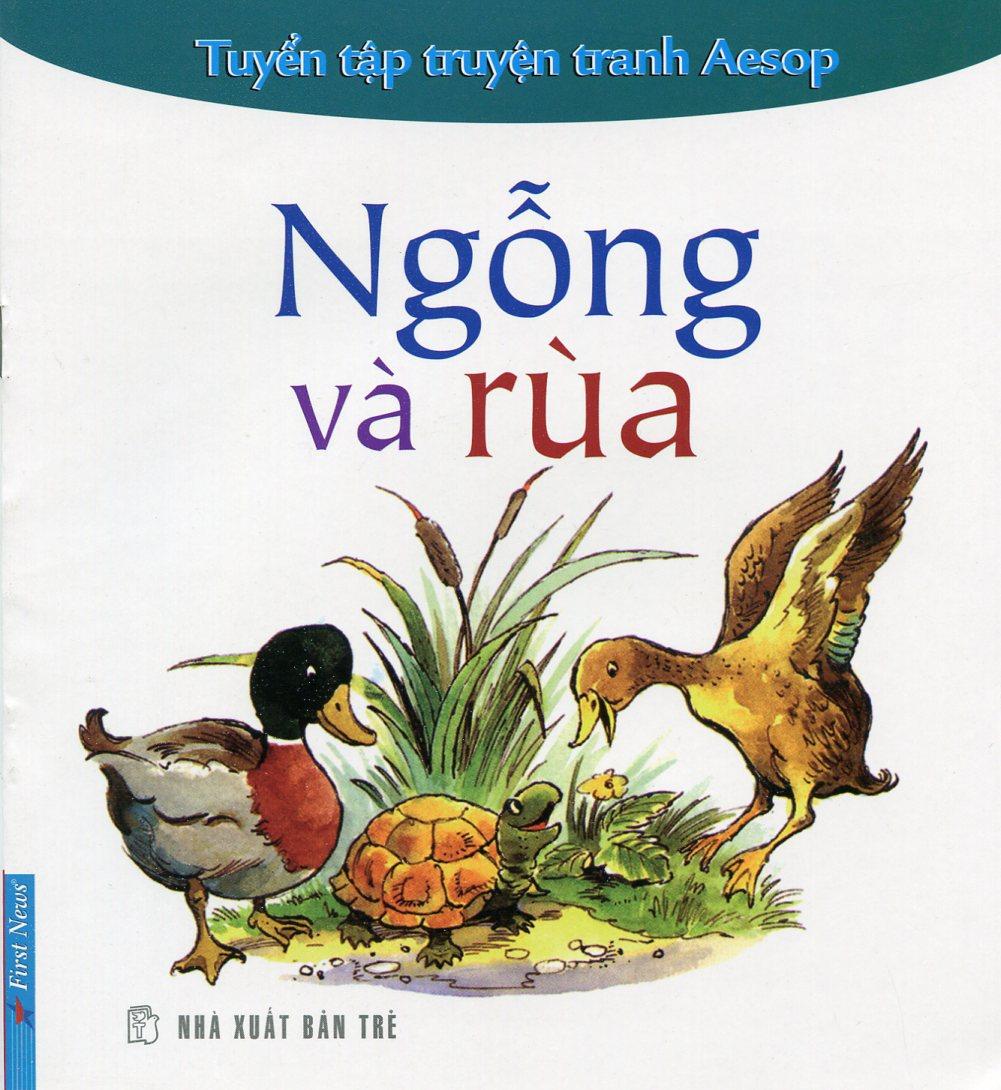 Tuyển tập truyện tranh Aesop
Ngỗng
và rùa
First News®
NHÀ XUẤT BẢN TRẺ